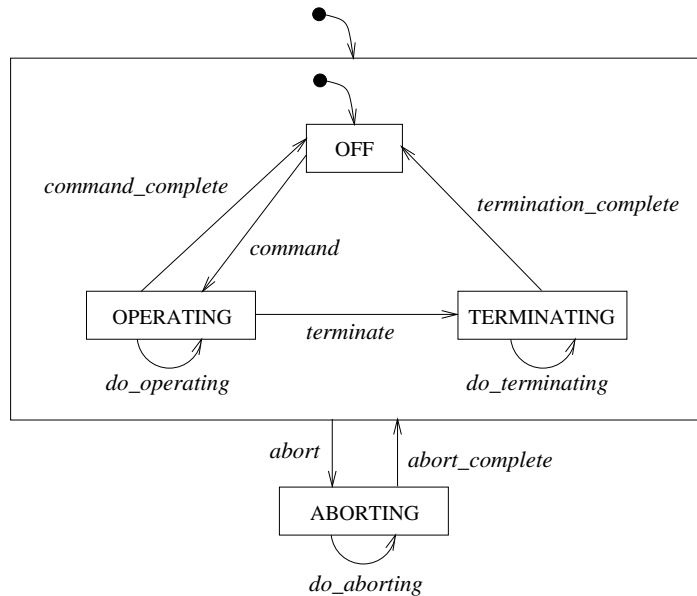 OFF
command_complete
termination_complete
command
OPERATING
TERMINATING
terminate
do_operating
do_terminating
abort
abort_complete
ABORTING
do_aborting